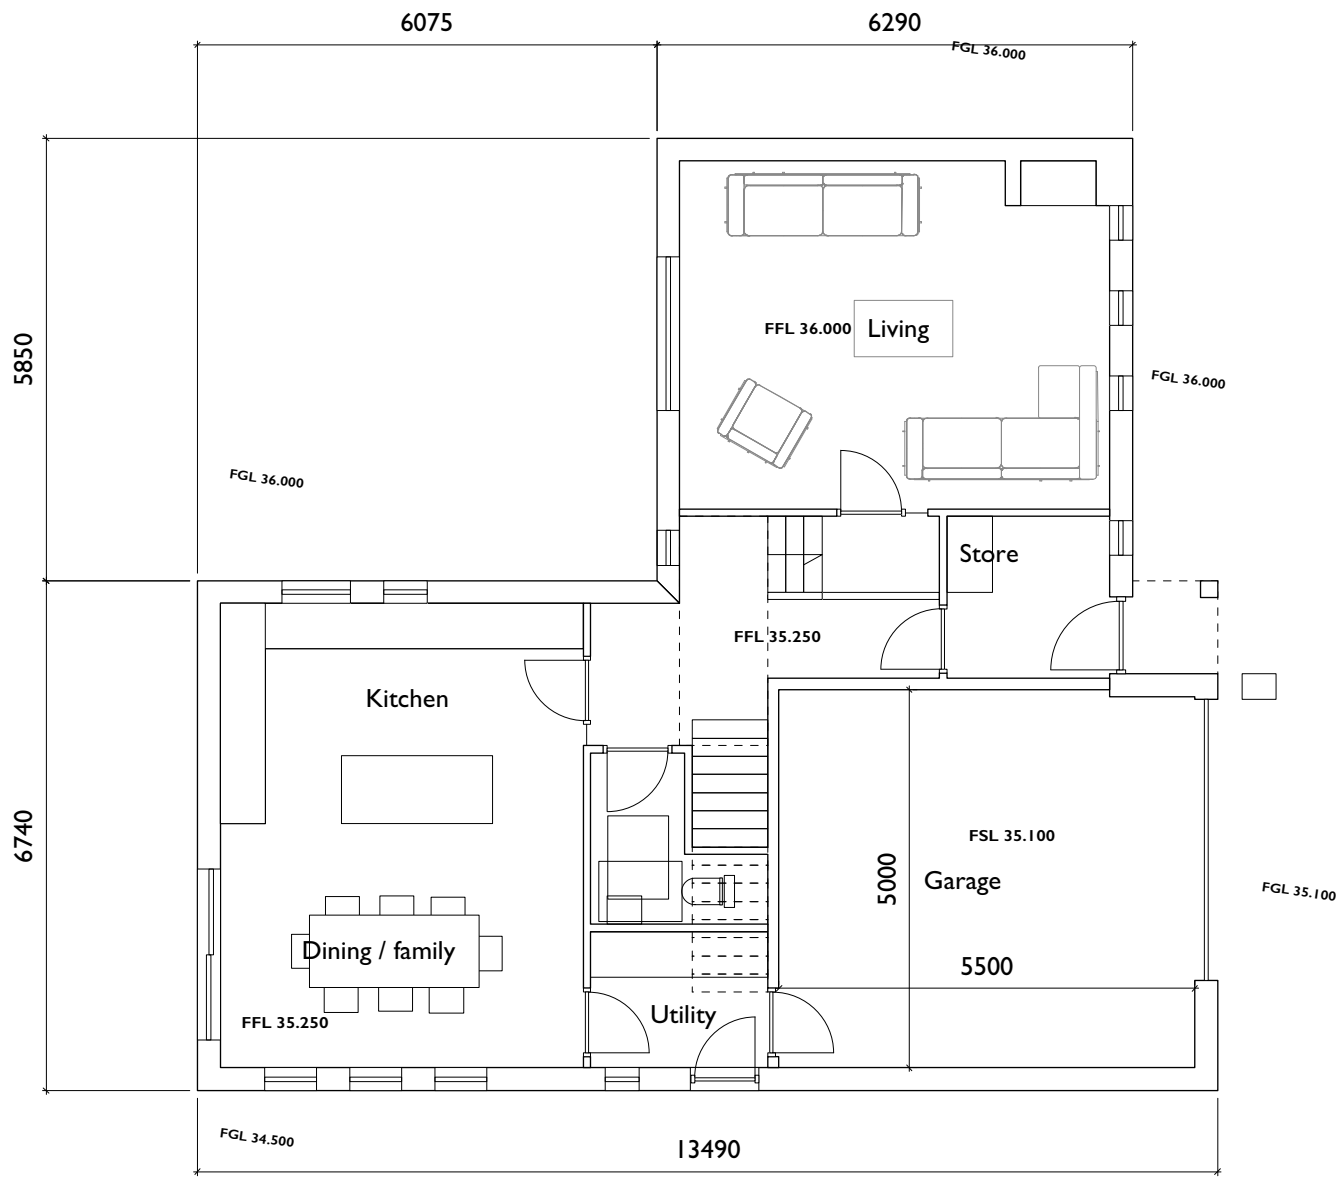 6075
6290
FGL 36.000
5850
FFL 36.000
Living
FGL 36.000
FGL 36.000
Store
FFL 35.250
Kitchen
6740
FSL 35.100
5000
Garage
FGL 35.100
Dining / family
5500
FFL 35.250
Utility
FGL 34.500
13490